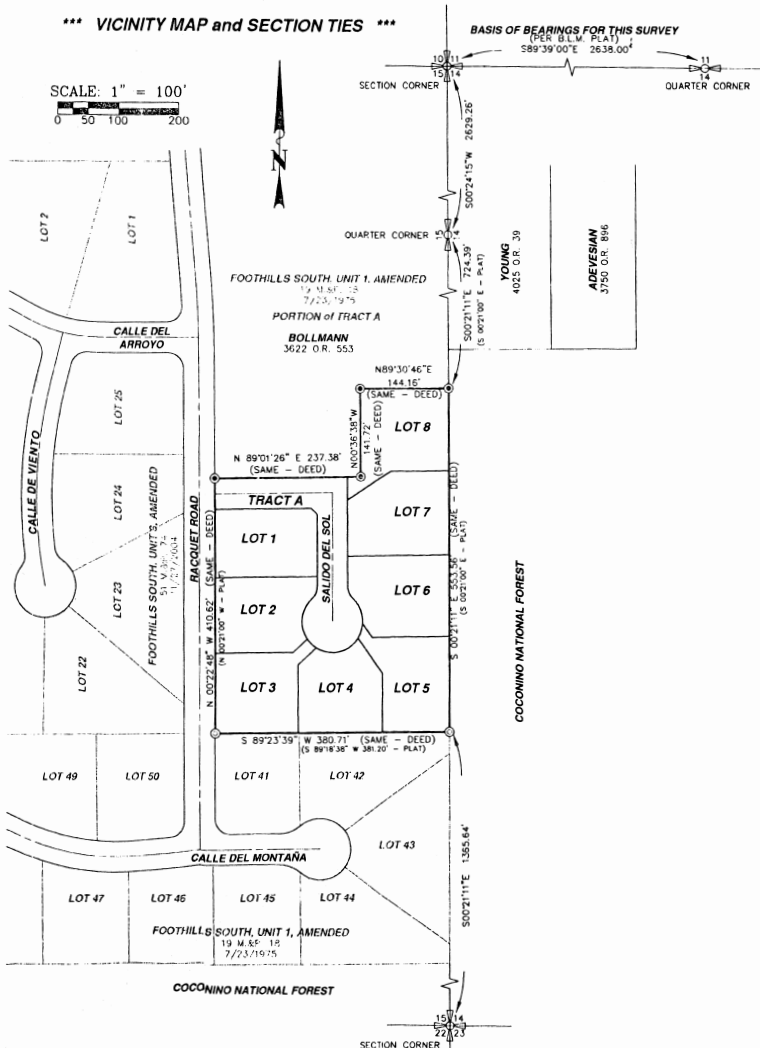 *** VICINITY MAP and SECTION TIES ***
BASIS OF BEARINGS FOR THIS SURVEY
(PER B.L.M. PLAT)
S89°39'00"E 2638.00'
10 11
15 14
SECTION CORNER
11
14
QUARTER CORNER
SCALE: 1" = 100'
0 50 100 200
N
S00°24'15"W 2629.26'
QUARTER CORNER
15 14
LOT 2
LOT 1
YOUNG
4025 O.R. 39
ADEVESIAN
3750 O.R. 896
S00°21'11"E 724.39'
(S 00°21'00" E - PLAT)
FOOTHILLS SOUTH, UNIT 1, AMENDED
19 M.&P. 18
7/23/1975
PORTION of TRACT A
BOLLMANN
3622 O.R. 553
CALLE DEL
ARROYO
N89°30'46"E
144.16'
(SAME - DEED)
N00°36'38"W
141.72'
(SAME - DEED)
LOT 8
LOT 25
N 89°01'26" E 237.38'
(SAME - DEED)
CALLE DE VIENTO
LOT 24
FOOTHILLS SOUTH, UNIT 5, AMENDED
RACQUET ROAD
TRACT A
LOT 7
LOT 1
SALIDO DEL SOL
N 00°22'48" W 410.62' (SAME - DEED)
(N 00°21'00" W - PLAT)
S 00°21'11" E 553.56' (SAME - DEED)
(S 00°21'00" E - PLAT)
LOT 23
LOT 2
LOT 6
COCONINO NATIONAL FOREST
LOT 22
LOT 3
LOT 4
LOT 5
S 89°23'39" W 380.71' (SAME - DEED)
(S 89°18'38" W 381.20' - PLAT)
LOT 49
LOT 50
LOT 41
LOT 42
LOT 43
CALLE DEL MONTAÑA
S00°21'11"E 1365.64'
LOT 47
LOT 46
LOT 45
LOT 44
FOOTHILLS SOUTH, UNIT 1, AMENDED
19 M.&P. 18
7/23/1975
COCONINO NATIONAL FOREST
15 14
22 23
SECTION CORNER